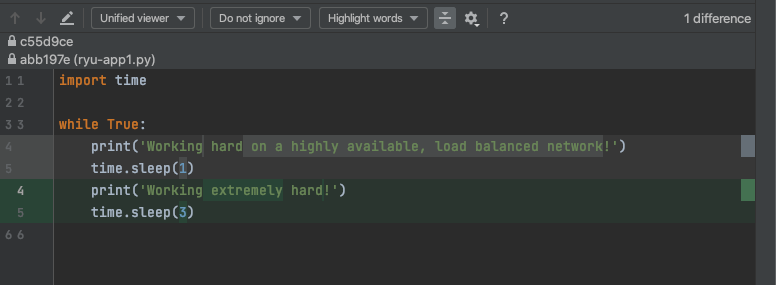 Unified viewer Do not ignore Highlight words ? 1 difference
c55d9ce
abb197e (ryu-app1.py)
1 1 import time
2 2
3 3 while True:
4 print('Working hard on a highly available, load balanced network!')
5 time.sleep(1)
4 print('Working extremely hard!')
5 time.sleep(3)
6 6